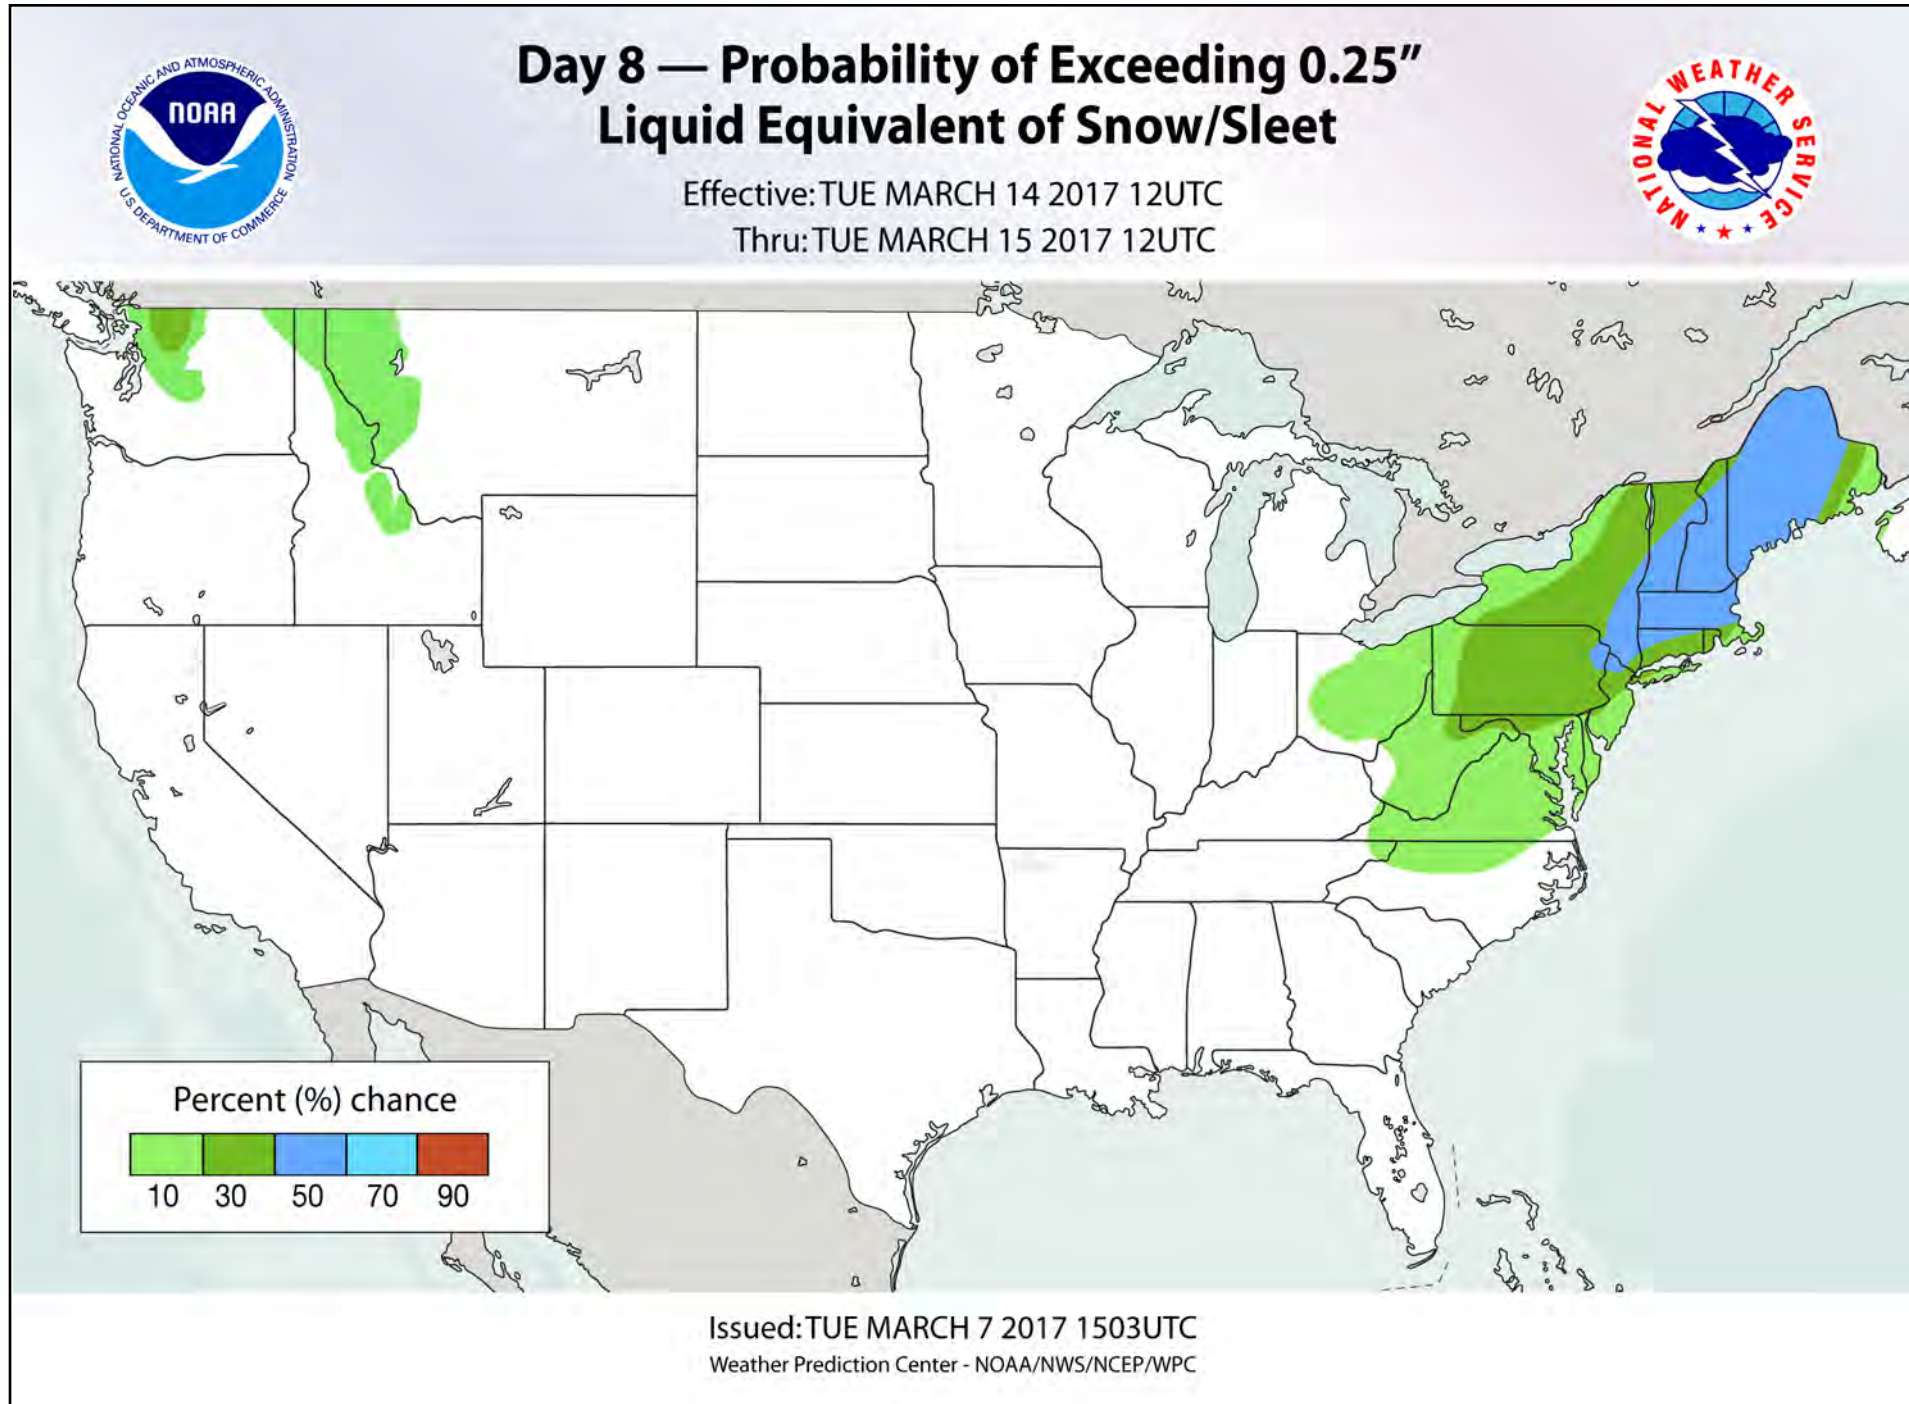 Day 8 — Probability of Exceeding 0.25"
Liquid Equivalent of Snow/Sleet
Effective: TUE MARCH 14 2017 12UTC
Thru: TUE MARCH 15 2017 12UTC
NATIONAL OCEANIC AND ATMOSPHERIC ADMINISTRATION
NOAA
U.S. DEPARTMENT OF COMMERCE
NATIONAL WEATHER SERVICE
Percent (%) chance
10 30 50 70 90
Issued: TUE MARCH 7 2017 1503UTC
Weather Prediction Center - NOAA/NWS/NCEP/WPC